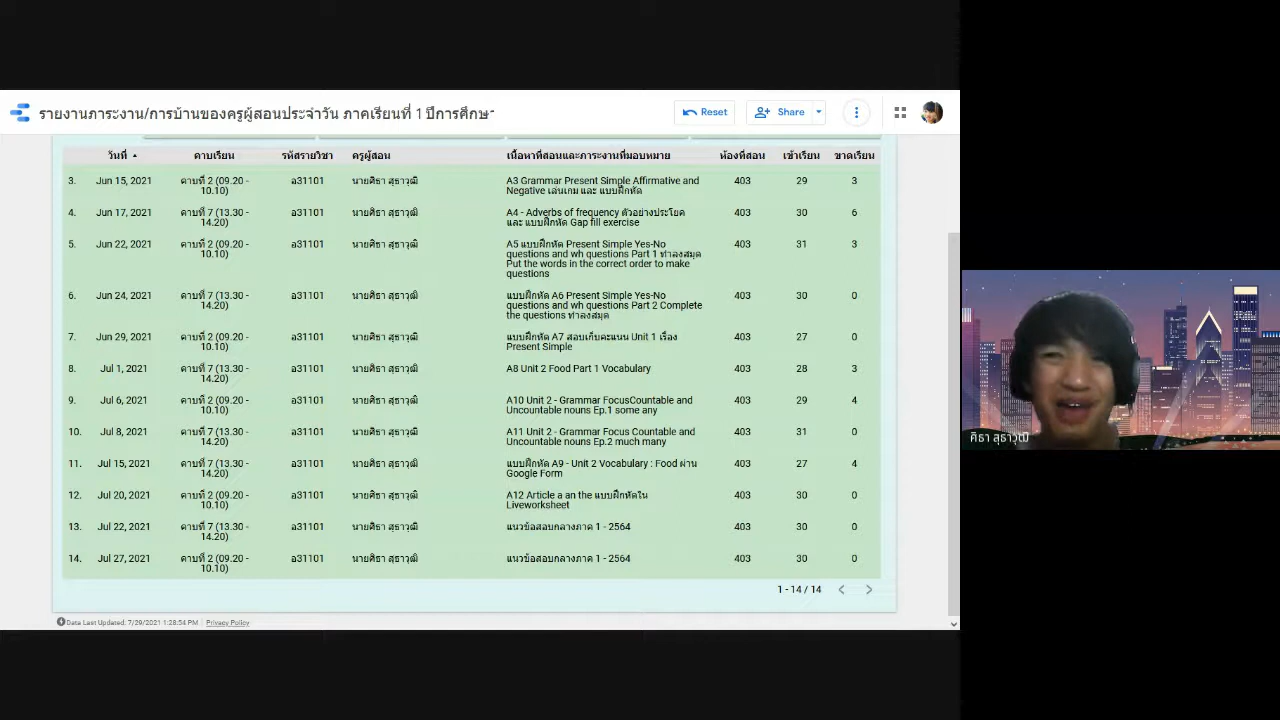 รายงานภาระงาน/การบ้านของครูผู้สอนประจำวัน ภาคเรียนที่ 1 ปีการศึกษา
Reset
Share
วันที่ คาบเรียน รหัสรายวิชา ครูผู้สอน เนื้อหาที่สอนและภาระงานที่มอบหมาย ห้องที่สอน เข้าเรียน ขาดเรียน
3. Jun 15, 2021 คาบที่ 2 (09.20 - อ31101 นายศิธา สุธาวุฒิ A3 Grammar Present Simple Affirmative and 403 29 3
10.10) Negative เล่นเกม และ แบบฝึกหัด
4. Jun 17, 2021 คาบที่ 7 (13.30 - อ31101 นายศิธา สุธาวุฒิ A4 - Adverbs of frequency ตัวอย่างประโยค 403 30 6
14.20) และ แบบฝึกหัด Gap fill exercise
5. Jun 22, 2021 คาบที่ 2 (09.20 - อ31101 นายศิธา สุธาวุฒิ A5 แบบฝึกหัด Present Simple Yes-No 403 31 3
10.10) questions and wh questions Part 1 ทำลงสมุด
Put the words in the correct order to make
questions
6. Jun 24, 2021 คาบที่ 7 (13.30 - อ31101 นายศิธา สุธาวุฒิ แบบฝึกหัด A6 Present Simple Yes-No 403 30 0
14.20) questions and wh questions Part 2 Complete
the questions ทำลงสมุด
7. Jun 29, 2021 คาบที่ 2 (09.20 - อ31101 นายศิธา สุธาวุฒิ แบบฝึกหัด A7 สอบเก็บคะแนน Unit 1 เรื่อง 403 27 0
10.10) Present Simple
8. Jul 1, 2021 คาบที่ 7 (13.30 - อ31101 นายศิธา สุธาวุฒิ A8 Unit 2 Food Part 1 Vocabulary 403 28 3
14.20)
9. Jul 6, 2021 คาบที่ 2 (09.20 - อ31101 นายศิธา สุธาวุฒิ A10 Unit 2 - Grammar FocusCountable and 403 29 4
10.10) Uncountable nouns Ep.1 some any
10. Jul 8, 2021 คาบที่ 7 (13.30 - อ31101 นายศิธา สุธาวุฒิ A11 Unit 2 - Grammar Focus Countable and 403 31 0
14.20) Uncountable nouns Ep.2 much many
11. Jul 15, 2021 คาบที่ 7 (13.30 - อ31101 นายศิธา สุธาวุฒิ แบบฝึกหัด A9 - Unit 2 Vocabulary : Food ผ่าน 403 27 4
14.20) Google Form
12. Jul 20, 2021 คาบที่ 2 (09.20 - อ31101 นายศิธา สุธาวุฒิ A12 Article a an the แบบฝึกหัดใน 403 30 0
10.10) Liveworksheet
13. Jul 22, 2021 คาบที่ 7 (13.30 - อ31101 นายศิธา สุธาวุฒิ แนวข้อสอบกลางภาค 1 - 2564 403 30 0
14.20)
14. Jul 27, 2021 คาบที่ 2 (09.20 - อ31101 นายศิธา สุธาวุฒิ แนวข้อสอบกลางภาค 1 - 2564 403 30 0
10.10)
1 - 14 / 14
Data Last Updated: 7/29/2021 1:28:54 PM | Privacy Policy
ศิธา สุธาวุฒิ